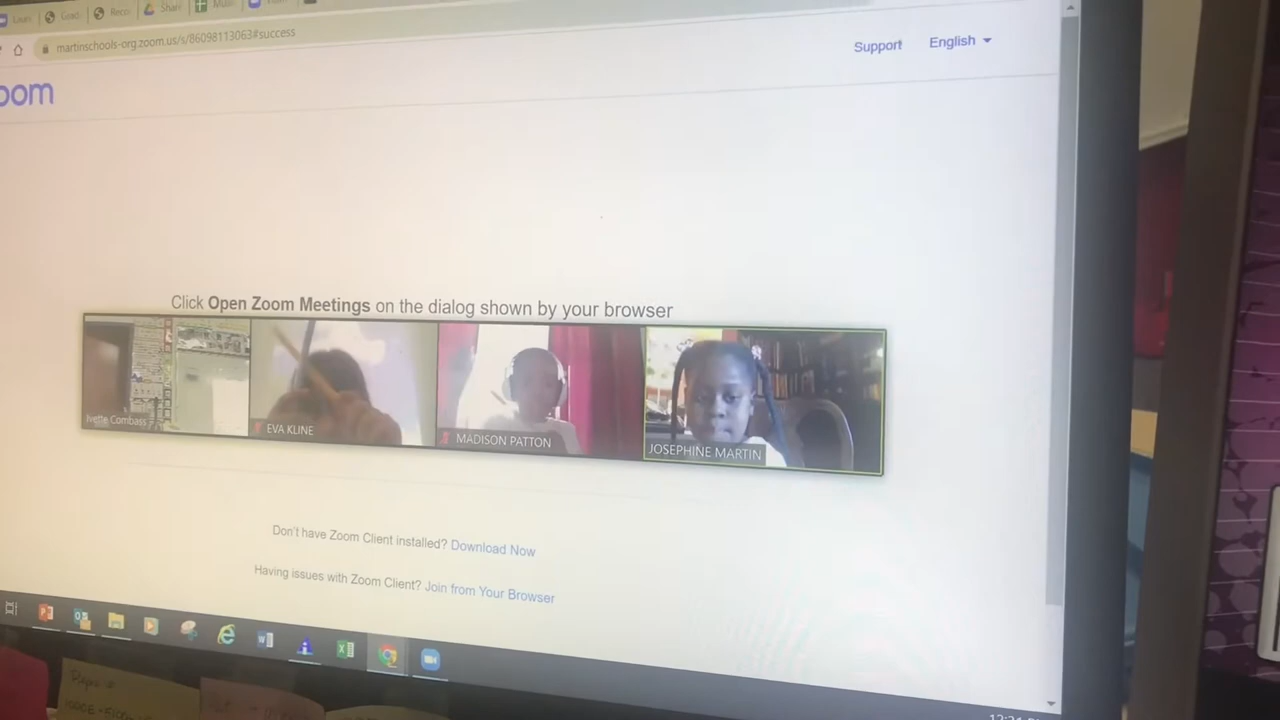 martinschools-org.zoom.us/s/86098113063#success
Support English
oom
Click Open Zoom Meetings on the dialog shown by your browser
Ivette Combass
EVA KLINE
MADISON PATTON
JOSEPHINE MARTIN
Don't have Zoom Client installed? Download Now
Having issues with Zoom Client? Join from Your Browser